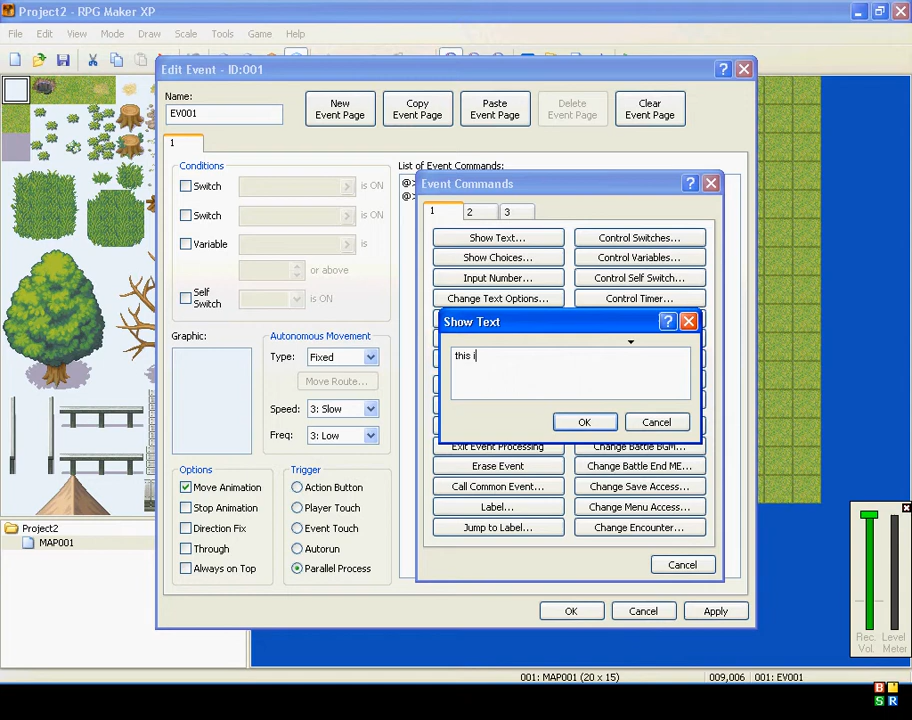 Project2 - RPG Maker XP
File Edit View Mode Draw Scale Tools Game Help
Edit Event - ID:001
Name:
EV001
New Event Page
Copy Event Page
Paste Event Page
Delete Event Page
Clear Event Page
1
Conditions
Switch is ON
Switch is ON
Variable is
or above
Self Switch is ON
Graphic:
Autonomous Movement
Type: Fixed
Move Route...
Speed: 3: Slow
Freq: 3: Low
Options
Move Animation
Stop Animation
Direction Fix
Through
Always on Top
Trigger
Action Button
Player Touch
Event Touch
Autorun
Parallel Process
List of Event Commands:
@>
@>
Event Commands
1 2 3
Show Text... Control Switches...
Show Choices... Control Variables...
Input Number... Control Self Switch...
Change Text Options... Control Timer...
Show Text
this i
OK Cancel
Exit Event Processing Change Battle BGM...
Erase Event Change Battle End ME...
Call Common Event... Change Save Access...
Label... Change Menu Access...
Jump to Label... Change Encounter...
Cancel
OK Cancel Apply
Project2
MAP001
Rec. Vol.
Level Meter
001: MAP001 (20 x 15) 009,006 001: EV001
B
S R